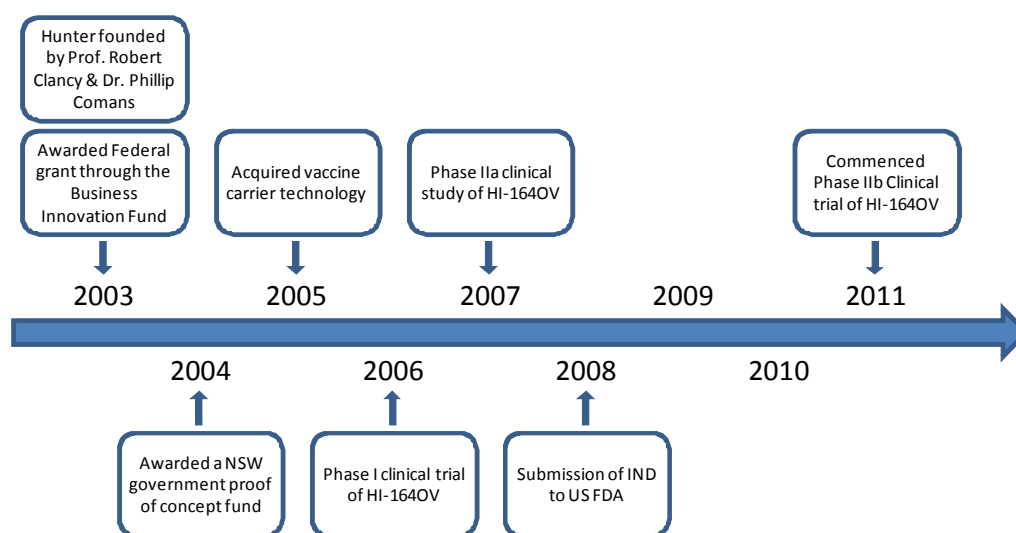 Hunter founded
by Prof. Robert
Clancy & Dr. Phillip
Comans
Awarded Federal
grant through the
Business
Innovation Fund
Acquired vaccine
carrier technology
Phase IIa clinical
study of HI-164OV
Commenced
Phase IIb Clinical
trial of HI-164OV
2003
2005
2007
2009
2011
2004
2006
2008
2010
Awarded a NSW
government proof
of concept fund
Phase I clinical trial
of HI-164OV
Submission of IND
to US FDA